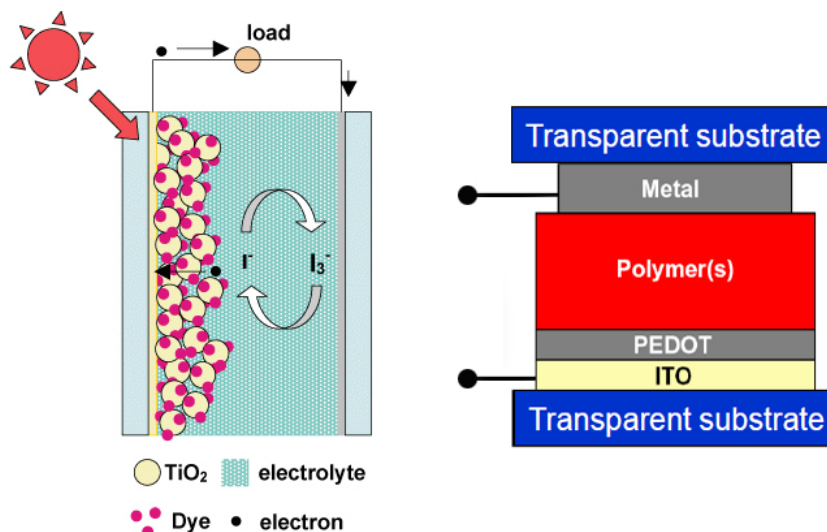 load
I⁻
I₃⁻
TiO₂
electrolyte
Dye
electron
Transparent substrate
Metal
Polymer(s)
PEDOT
ITO
Transparent substrate